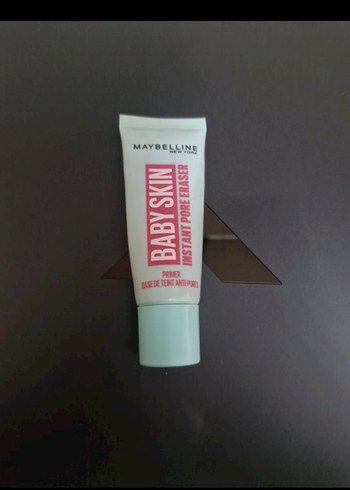 MAYBELLINE
NEW YORK
BABY SKIN
INSTANT PORE ERASER
PRIMER
BASE DE TEINT ANTI-PORES